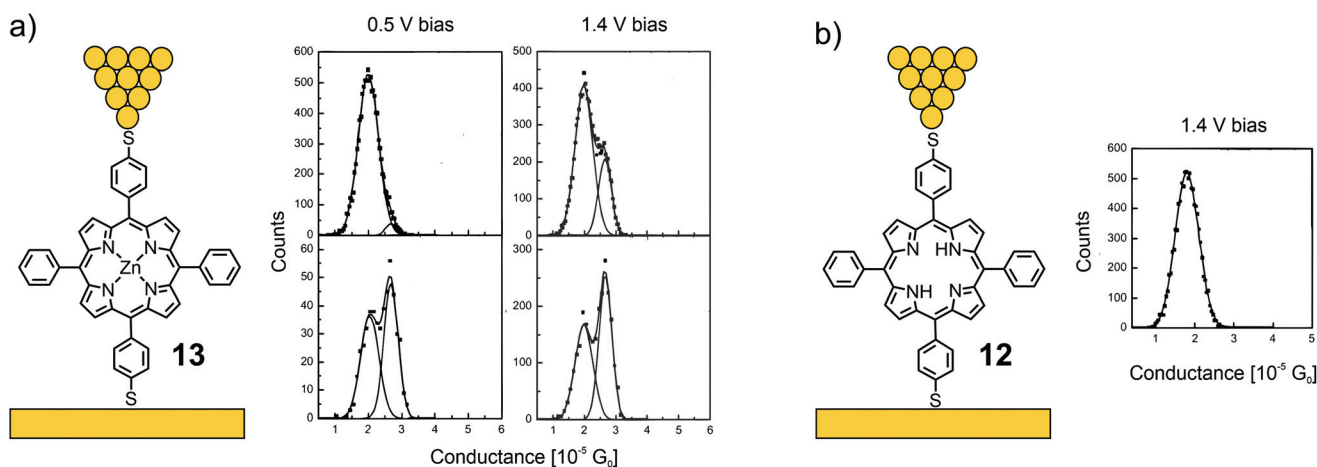 a)
0.5 V bias
1.4 V bias
b)
S
N
N
Zn
N
N
13
S
Counts
600
500
400
300
200
100
0
500
400
300
200
100
0
60
50
40
30
20
10
0
300
200
100
0
1 2 3 4 5 6
1 2 3 4 5 6
Conductance [10⁻⁵ G₀]
S
N
HN
NH
N
12
S
1.4 V bias
Counts
600
500
400
300
200
100
0
1 2 3 4 5
Conductance [10⁻⁵ G₀]